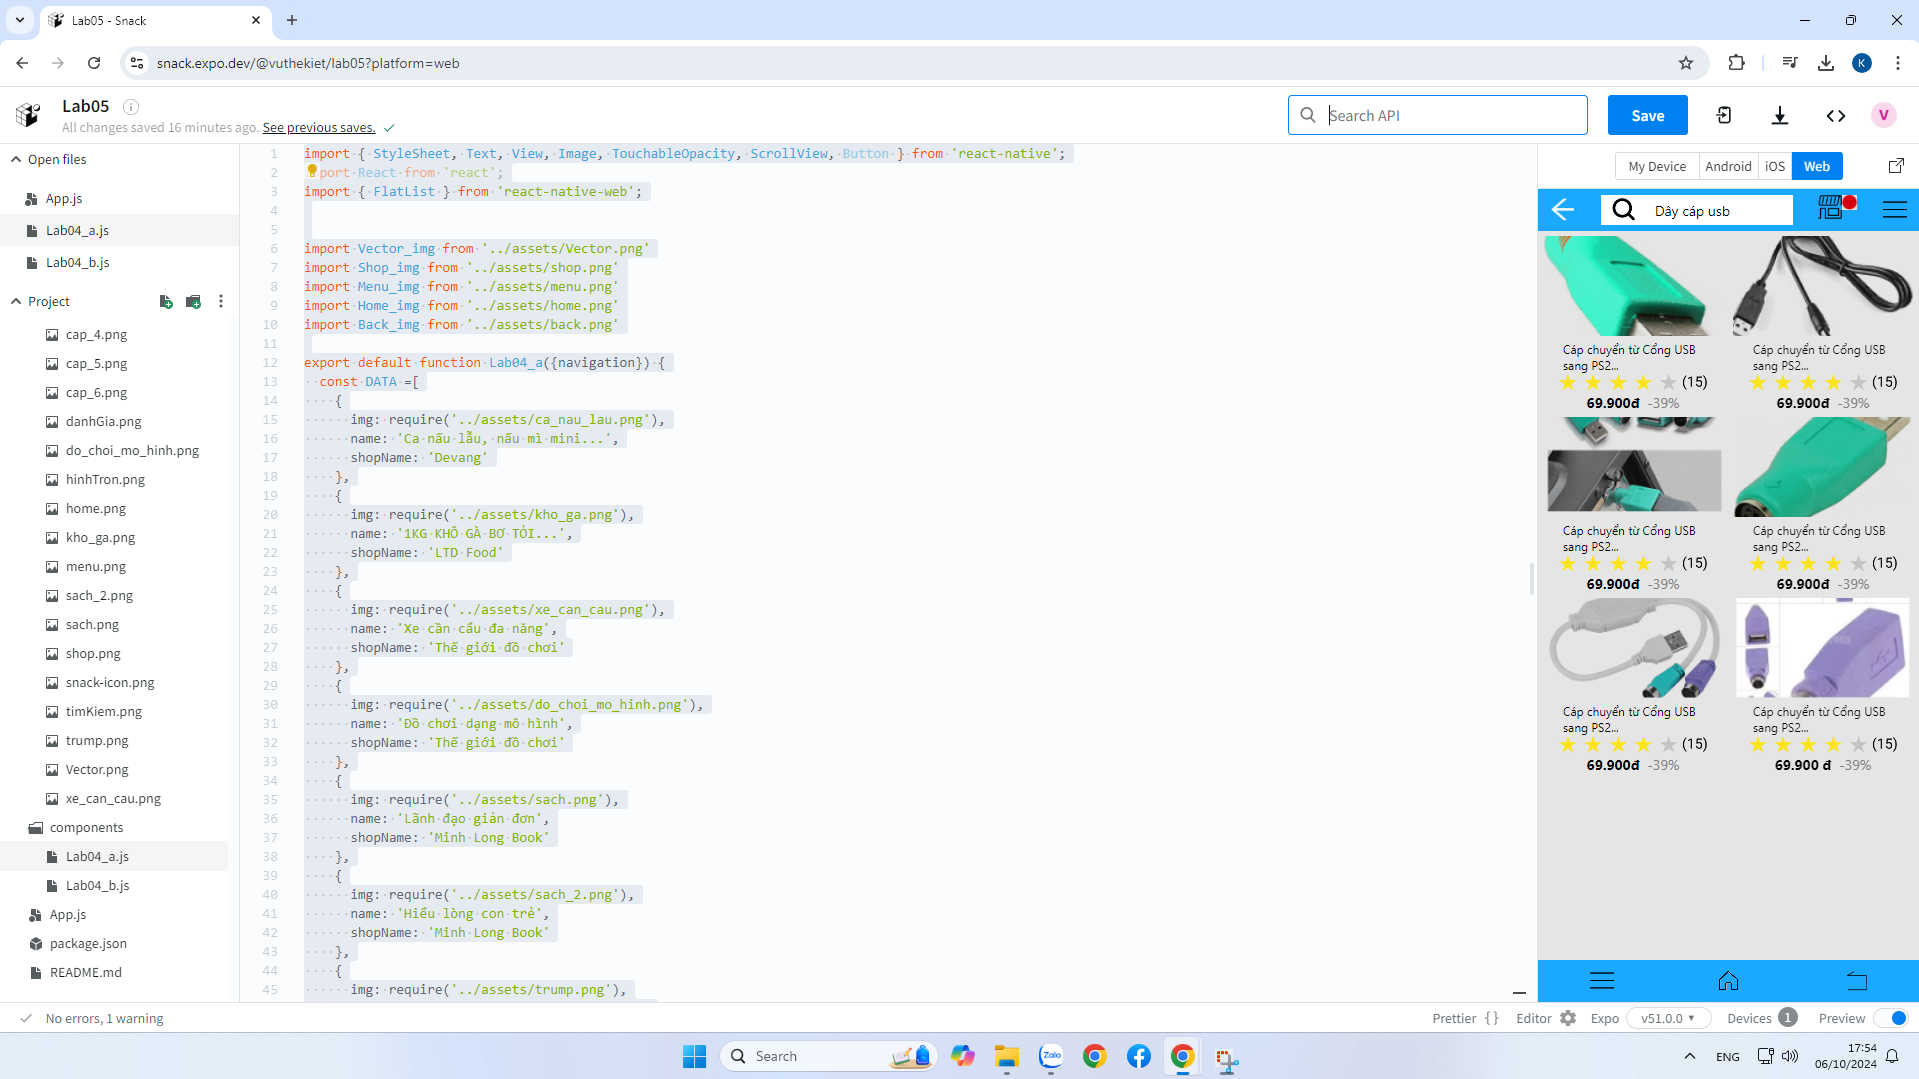 Lab05 - Snack
snack.expo.dev/@vuthekiet/lab05?platform=web
K
Lab05
All changes saved 16 minutes ago. See previous saves.
Search API
Save
V
Open files
App.js
Lab04_a.js
Lab04_b.js
Project
cap_4.png
cap_5.png
cap_6.png
danhGia.png
do_choi_mo_hinh.png
hinhTron.png
home.png
kho_ga.png
menu.png
sach_2.png
sach.png
shop.png
snack-icon.png
timKiem.png
trump.png
Vector.png
xe_can_cau.png
components
Lab04_a.js
Lab04_b.js
App.js
package.json
README.md
1 import { StyleSheet, Text, View, Image, TouchableOpacity, ScrollView, Button } from 'react-native';
2 port React from 'react';
3 import { FlatList } from 'react-native-web';
4
5
6 import Vector_img from '../assets/Vector.png'
7 import Shop_img from '../assets/shop.png'
8 import Menu_img from '../assets/menu.png'
9 import Home_img from '../assets/home.png'
10 import Back_img from '../assets/back.png'
11
12 export default function Lab04_a({navigation}) {
13 const DATA =[
14 {
15 img: require('../assets/ca_nau_lau.png'),
16 name: 'Ca nấu lẫu, nấu mì mini...',
17 shopName: 'Devang'
18 },
19 {
20 img: require('../assets/kho_ga.png'),
21 name: '1KG KHÔ GÀ BƠ TỎI...',
22 shopName: 'LTD Food'
23 },
24 {
25 img: require('../assets/xe_can_cau.png'),
26 name: 'Xe cần cẩu đa năng',
27 shopName: 'Thế giới đồ chơi'
28 },
29 {
30 img: require('../assets/do_choi_mo_hinh.png'),
31 name: 'Đồ chơi dạng mô hình',
32 shopName: 'Thế giới đồ chơi'
33 },
34 {
35 img: require('../assets/sach.png'),
36 name: 'Lãnh đạo giản đơn',
37 shopName: 'Minh Long Book'
38 },
39 {
40 img: require('../assets/sach_2.png'),
41 name: 'Hiểu lòng con trẻ',
42 shopName: 'Minh Long Book'
43 },
44 {
45 img: require('../assets/trump.png'),
My Device Android iOS Web
Dây cáp usb
Cáp chuyển từ Cổng USB
sang PS2...
(15)
69.900đ -39%
Cáp chuyển từ Cổng USB
sang PS2...
(15)
69.900đ -39%
Cáp chuyển từ Cổng USB
sang PS2...
(15)
69.900đ -39%
Cáp chuyển từ Cổng USB
sang PS2...
(15)
69.900đ -39%
Cáp chuyển từ Cổng USB
sang PS2...
(15)
69.900đ -39%
Cáp chuyển từ Cổng USB
sang PS2...
(15)
69.900 đ -39%
No errors, 1 warning
Prettier {} Editor Expo v51.0.0 Devices 1 Preview
Search
Zalo
ENG
17:54
06/10/2024